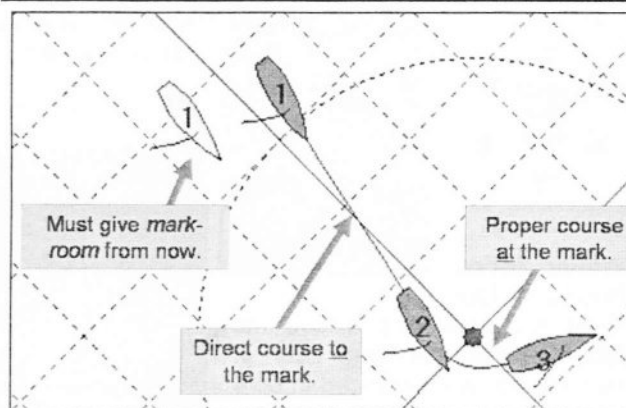 1
1
Must give mark-
room from now.
Proper course
at the mark.
2
3
Direct course to
the mark.